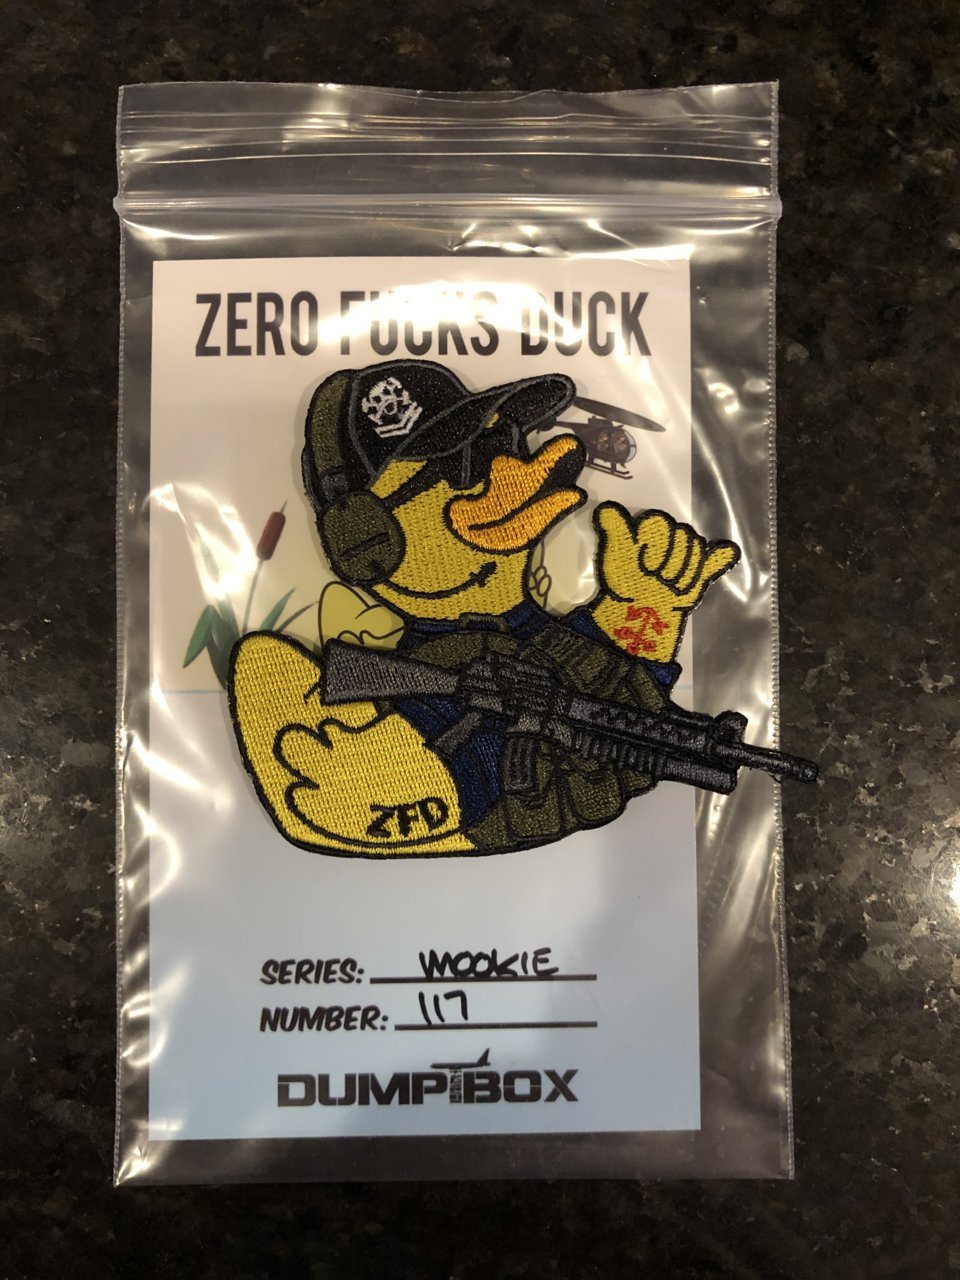 ZERO FUCKS DUCK
ZFD
SERIES: WOOKIE
NUMBER: 117
DUMPBOX